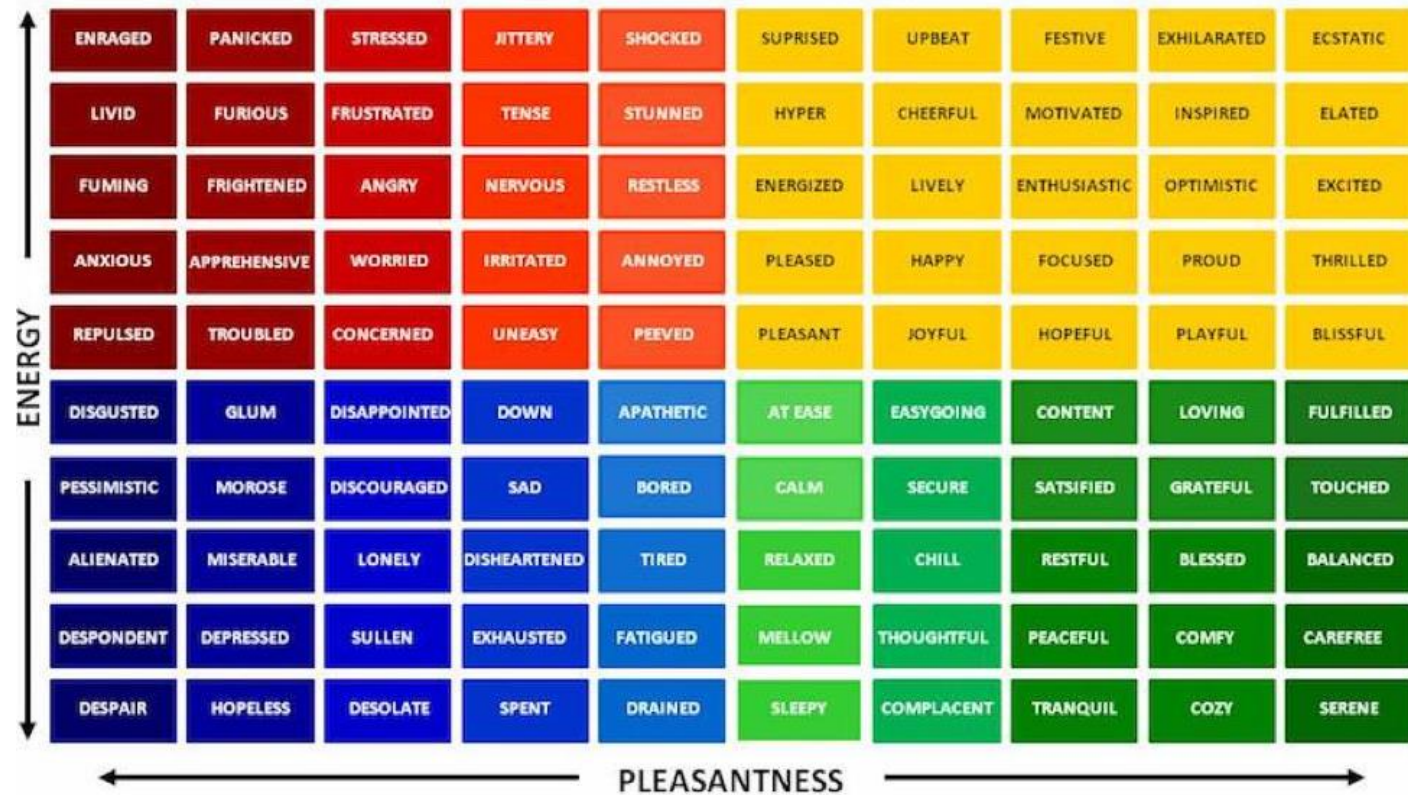 ENRAGED PANICKED STRESSED JITTERY SHOCKED SUPRISED UPBEAT FESTIVE EXHILARATED ECSTATIC
LIVID FURIOUS FRUSTRATED TENSE STUNNED HYPER CHEERFUL MOTIVATED INSPIRED ELATED
FUMING FRIGHTENED ANGRY NERVOUS RESTLESS ENERGIZED LIVELY ENTHUSIASTIC OPTIMISTIC EXCITED
ANXIOUS APPREHENSIVE WORRIED IRRITATED ANNOYED PLEASED HAPPY FOCUSED PROUD THRILLED
REPULSED TROUBLED CONCERNED UNEASY PEEVED PLEASANT JOYFUL HOPEFUL PLAYFUL BLISSFUL
ENERGY
DISGUSTED GLUM DISAPPOINTED DOWN APATHETIC AT EASE EASYGOING CONTENT LOVING FULFILLED
PESSIMISTIC MOROSE DISCOURAGED SAD BORED CALM SECURE SATSIFIED GRATEFUL TOUCHED
ALIENATED MISERABLE LONELY DISHEARTENED TIRED RELAXED CHILL RESTFUL BLESSED BALANCED
DESPONDENT DEPRESSED SULLEN EXHAUSTED FATIGUED MELLOW THOUGHTFUL PEACEFUL COMFY CAREFREE
DESPAIR HOPELESS DESOLATE SPENT DRAINED SLEEPY COMPLACENT TRANQUIL COZY SERENE
PLEASANTNESS